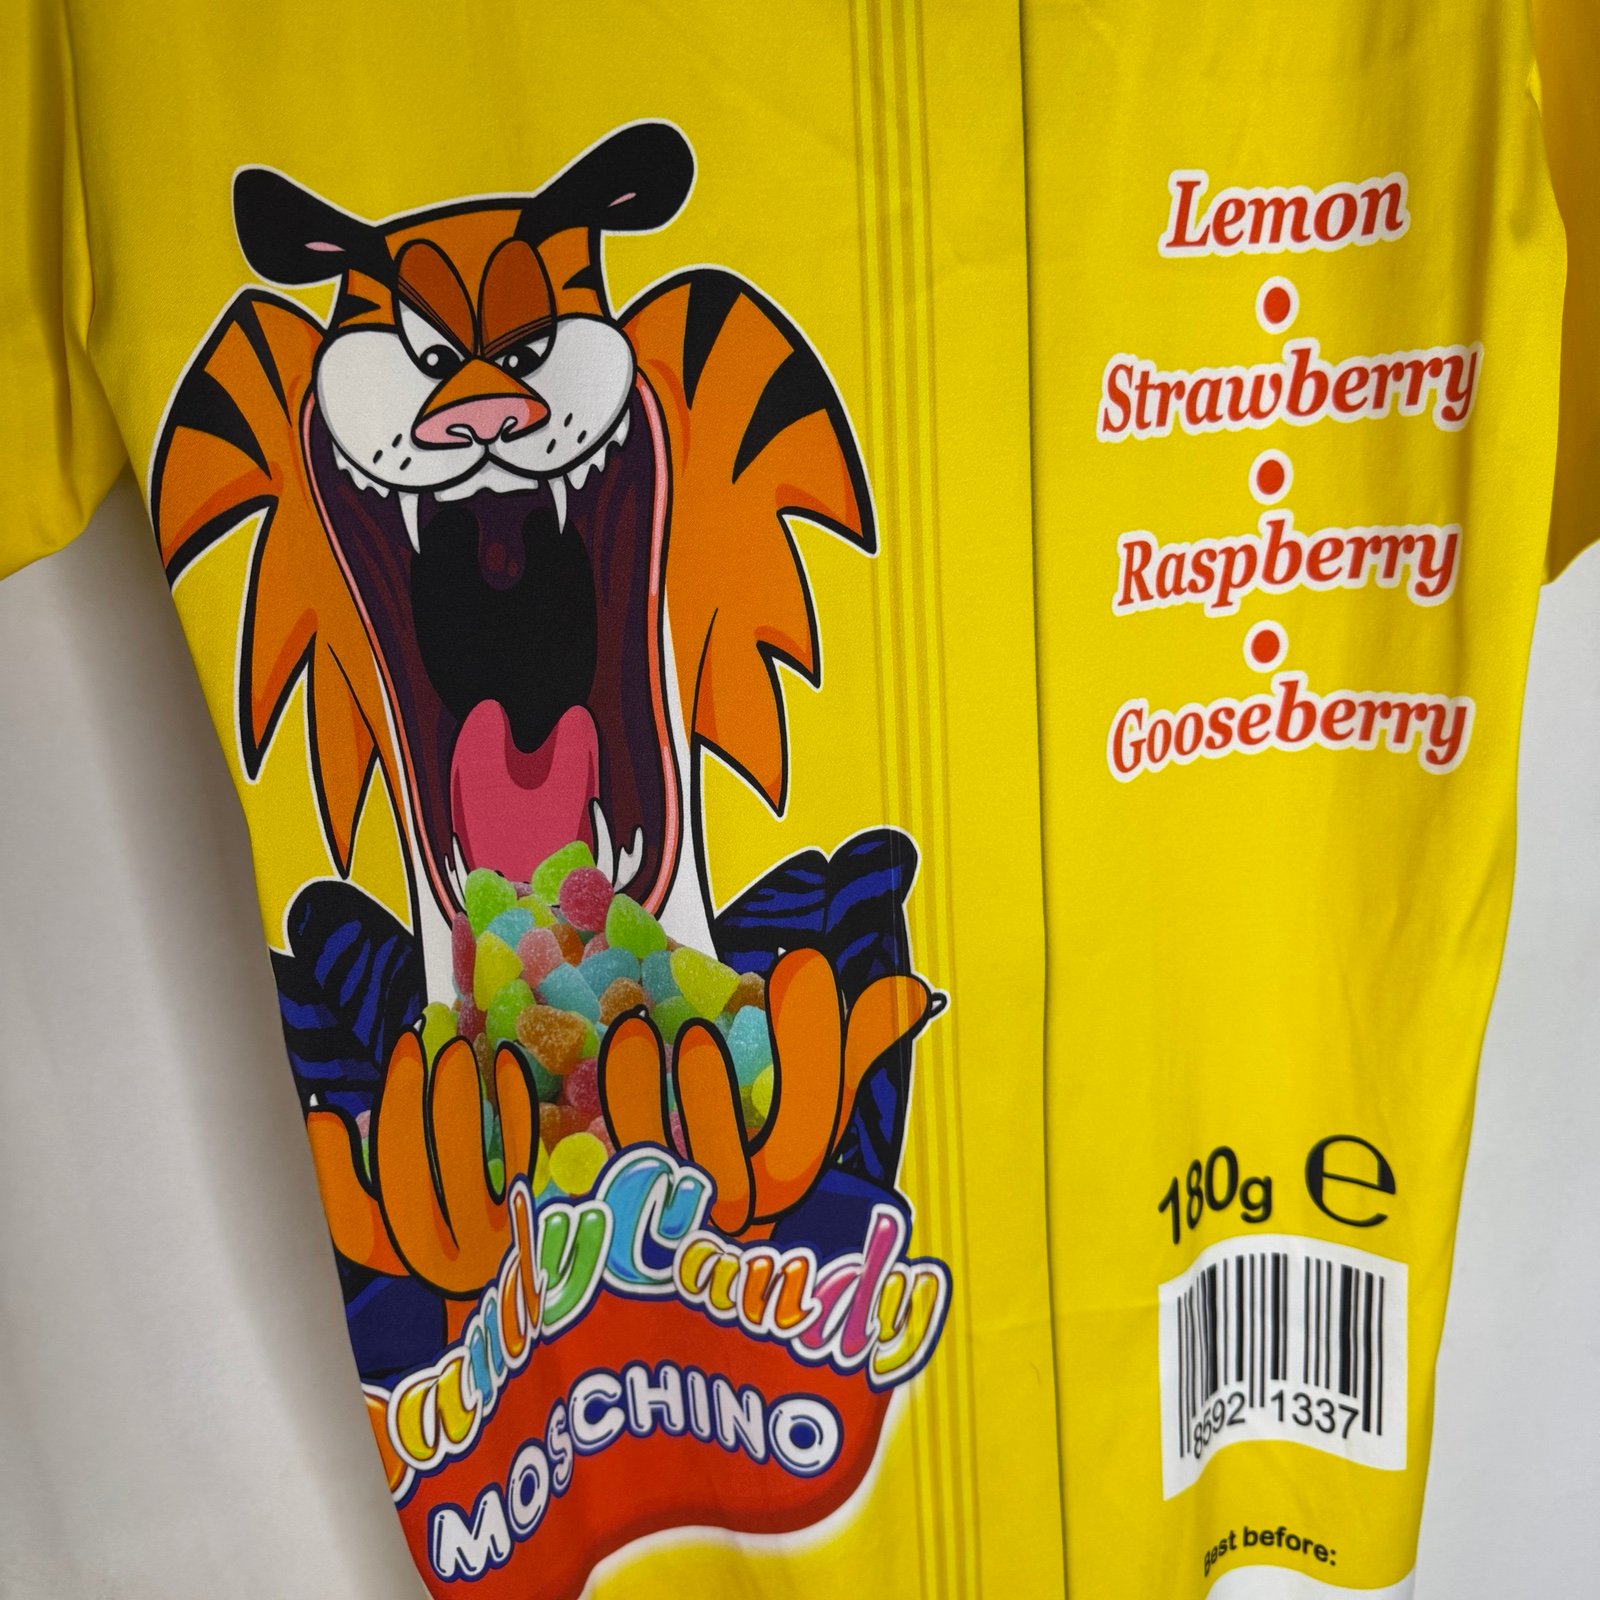 Lemon
•
Strawberry
•
Raspberry
•
Gooseberry
CandyCandy
MOSCHINO
180g ℮
8592 1337
Best before: